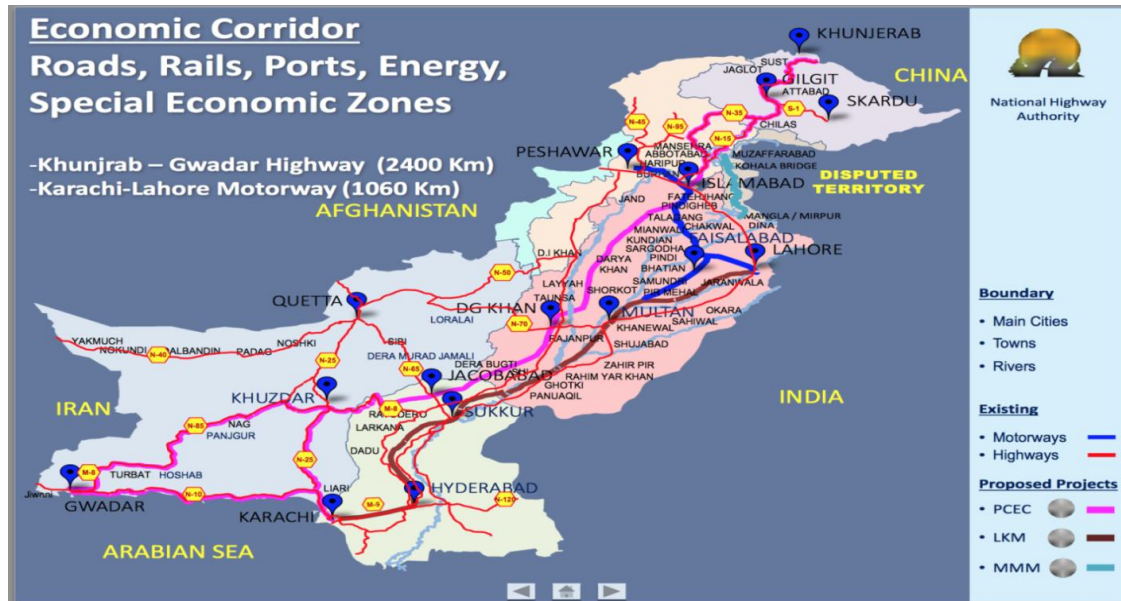 Economic Corridor
Roads, Rails, Ports, Energy,
Special Economic Zones
-Khunjrab – Gwadar Highway (2400 Km)
-Karachi-Lahore Motorway (1060 Km)
KHUNJERAB
SUST
JAGLOT
GILGIT
ATTABAD
CHINA
SKARDU
N-45
N-95
N-35
S-1
N-15
CHILAS
MANSEHRA
ABBOTABAD
HARIPUR
BURHAN
PESHAWAR
MUZAFFARABAD
KOHALA BRIDGE
ISLAMABAD
DISPUTED
TERRITORY
AFGHANISTAN
JAND
FATEHJHANG
PINDIGHEB
TALAGANG
CHAKWAL
MANGLA / MIRPUR
DINA
MIANWALI
KUNDIAN
SARGODHA
FAISALABAD
LAHORE
PINDI
BHATIAN
D.I KHAN
DARYA
KHAN
N-50
LAYYAH
SAMUNDRI
PIR MEHAL
JARANWALA
QUETTA
DG KHAN
TAUNSA
SHORKOT
MULTAN
OKARA
LORALAI
N-70
SAHIWAL
KHANEWAL
YAKMUCH
NOKUNDI
DALBANDIN
PADAG
NOSHKI
N-40
SIBI
RAJANPUR
SHUJABAD
DERA MURAD JAMALI
DERA BUGTI
N-25
N-65
ZAHIR PIR
RAHIM YAR KHAN
JACOBABAD
GHOTKI
PANUAQIL
KHUZDAR
M-8
SUKKUR
IRAN
INDIA
RATODERO
LARKANA
N-85
NAG
PANJGUR
DADU
N-25
M-8
TURBAT
HOSHAB
Jiwnni
GWADAR
N-10
LIARI
HYDERABAD
KARACHI
M-9
N-120
ARABIAN SEA
National Highway
Authority
Boundary
• Main Cities
• Towns
• Rivers
Existing
• Motorways
• Highways
Proposed Projects
• PCEC
• LKM
• MMM